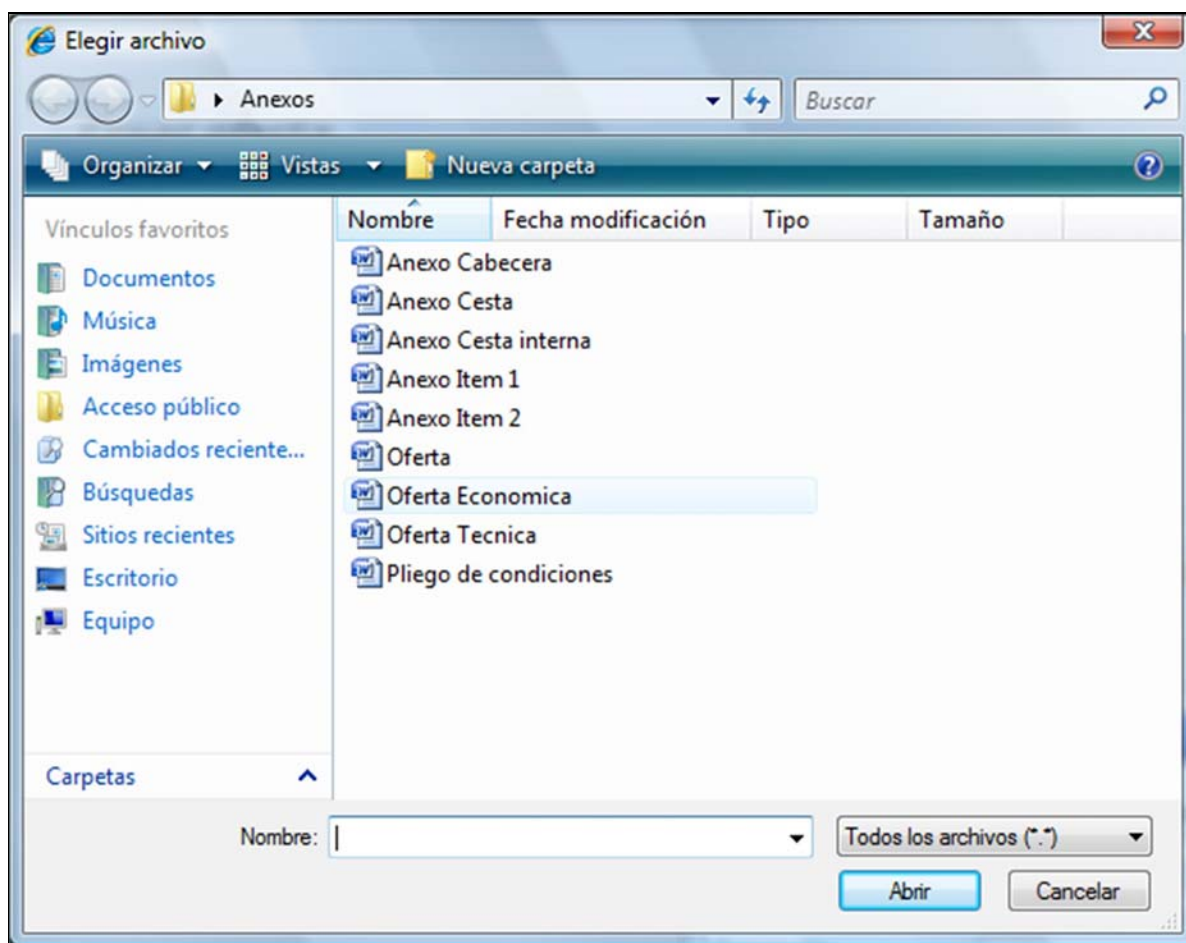 Elegir archivo
Anexos
Buscar
Organizar Vistas Nueva carpeta
Vínculos favoritos
Documentos
Música
Imágenes
Acceso público
Cambiados reciente...
Búsquedas
Sitios recientes
Escritorio
Equipo
Carpetas
Nombre Fecha modificación Tipo Tamaño
Anexo Cabecera
Anexo Cesta
Anexo Cesta interna
Anexo Item 1
Anexo Item 2
Oferta
Oferta Economica
Oferta Tecnica
Pliego de condiciones
Nombre: Todos los archivos (*.*)
Abrir Cancelar